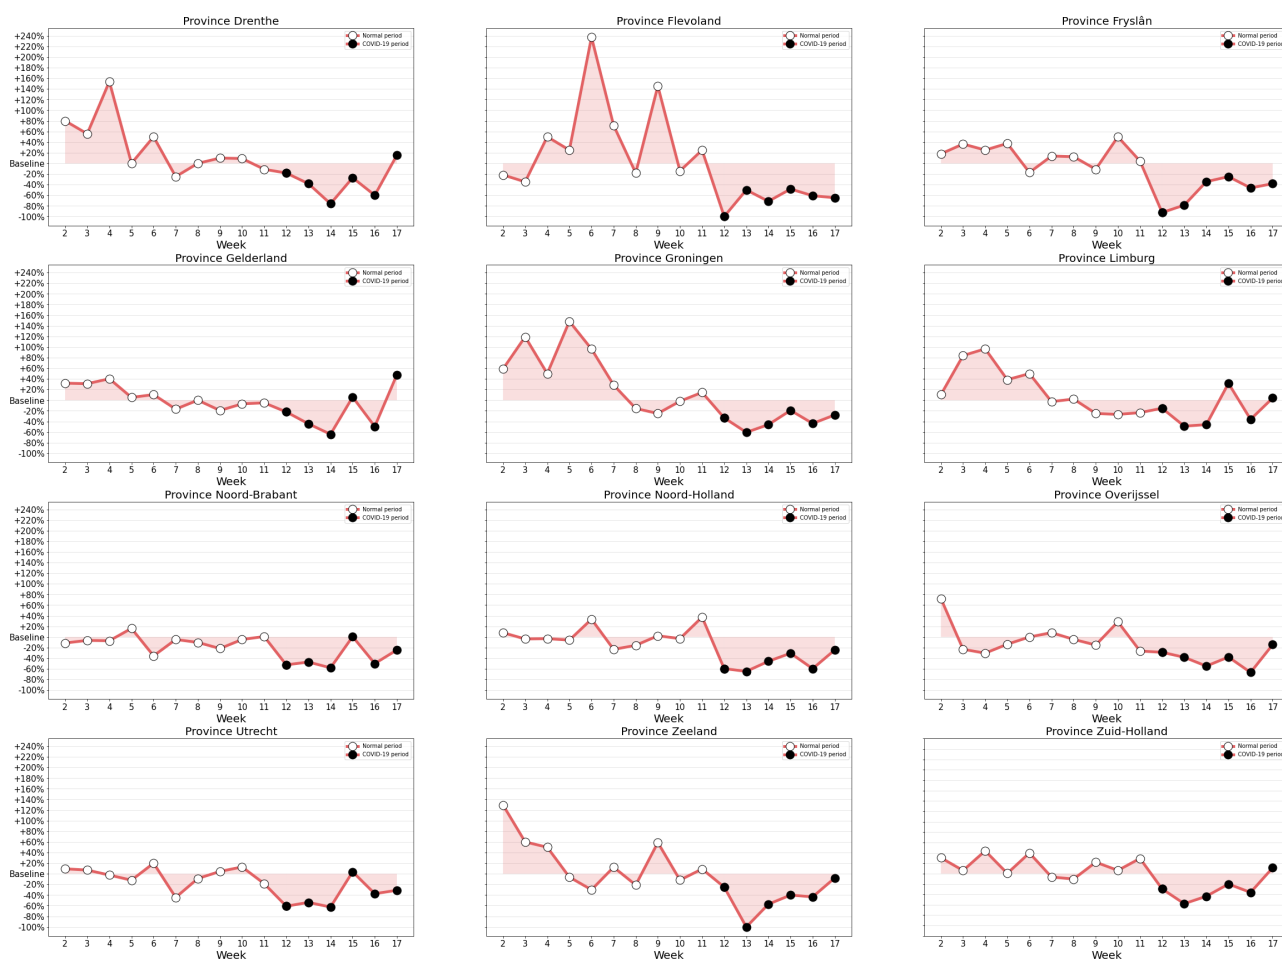 Province Drenthe
+240%
+220%
+200%
+180%
+160%
+140%
+120%
+100%
+80%
+60%
+40%
+20%
Baseline
-20%
-40%
-60%
-80%
-100%
Normal period
COVID-19 period
2 3 4 5 6 7 8 9 10 11 12 13 14 15 16 17
Week
Province Flevoland
Normal period
COVID-19 period
2 3 4 5 6 7 8 9 10 11 12 13 14 15 16 17
Week
Province Fryslân
Normal period
COVID-19 period
2 3 4 5 6 7 8 9 10 11 12 13 14 15 16 17
Week
Province Gelderland
+240%
+220%
+200%
+180%
+160%
+140%
+120%
+100%
+80%
+60%
+40%
+20%
Baseline
-20%
-40%
-60%
-80%
-100%
Normal period
COVID-19 period
2 3 4 5 6 7 8 9 10 11 12 13 14 15 16 17
Week
Province Groningen
Normal period
COVID-19 period
2 3 4 5 6 7 8 9 10 11 12 13 14 15 16 17
Week
Province Limburg
Normal period
COVID-19 period
2 3 4 5 6 7 8 9 10 11 12 13 14 15 16 17
Week
Province Noord-Brabant
+240%
+220%
+200%
+180%
+160%
+140%
+120%
+100%
+80%
+60%
+40%
+20%
Baseline
-20%
-40%
-60%
-80%
-100%
Normal period
COVID-19 period
2 3 4 5 6 7 8 9 10 11 12 13 14 15 16 17
Week
Province Noord-Holland
Normal period
COVID-19 period
2 3 4 5 6 7 8 9 10 11 12 13 14 15 16 17
Week
Province Overijssel
Normal period
COVID-19 period
2 3 4 5 6 7 8 9 10 11 12 13 14 15 16 17
Week
Province Utrecht
+240%
+220%
+200%
+180%
+160%
+140%
+120%
+100%
+80%
+60%
+40%
+20%
Baseline
-20%
-40%
-60%
-80%
-100%
Normal period
COVID-19 period
2 3 4 5 6 7 8 9 10 11 12 13 14 15 16 17
Week
Province Zeeland
Normal period
COVID-19 period
2 3 4 5 6 7 8 9 10 11 12 13 14 15 16 17
Week
Province Zuid-Holland
Normal period
COVID-19 period
2 3 4 5 6 7 8 9 10 11 12 13 14 15 16 17
Week